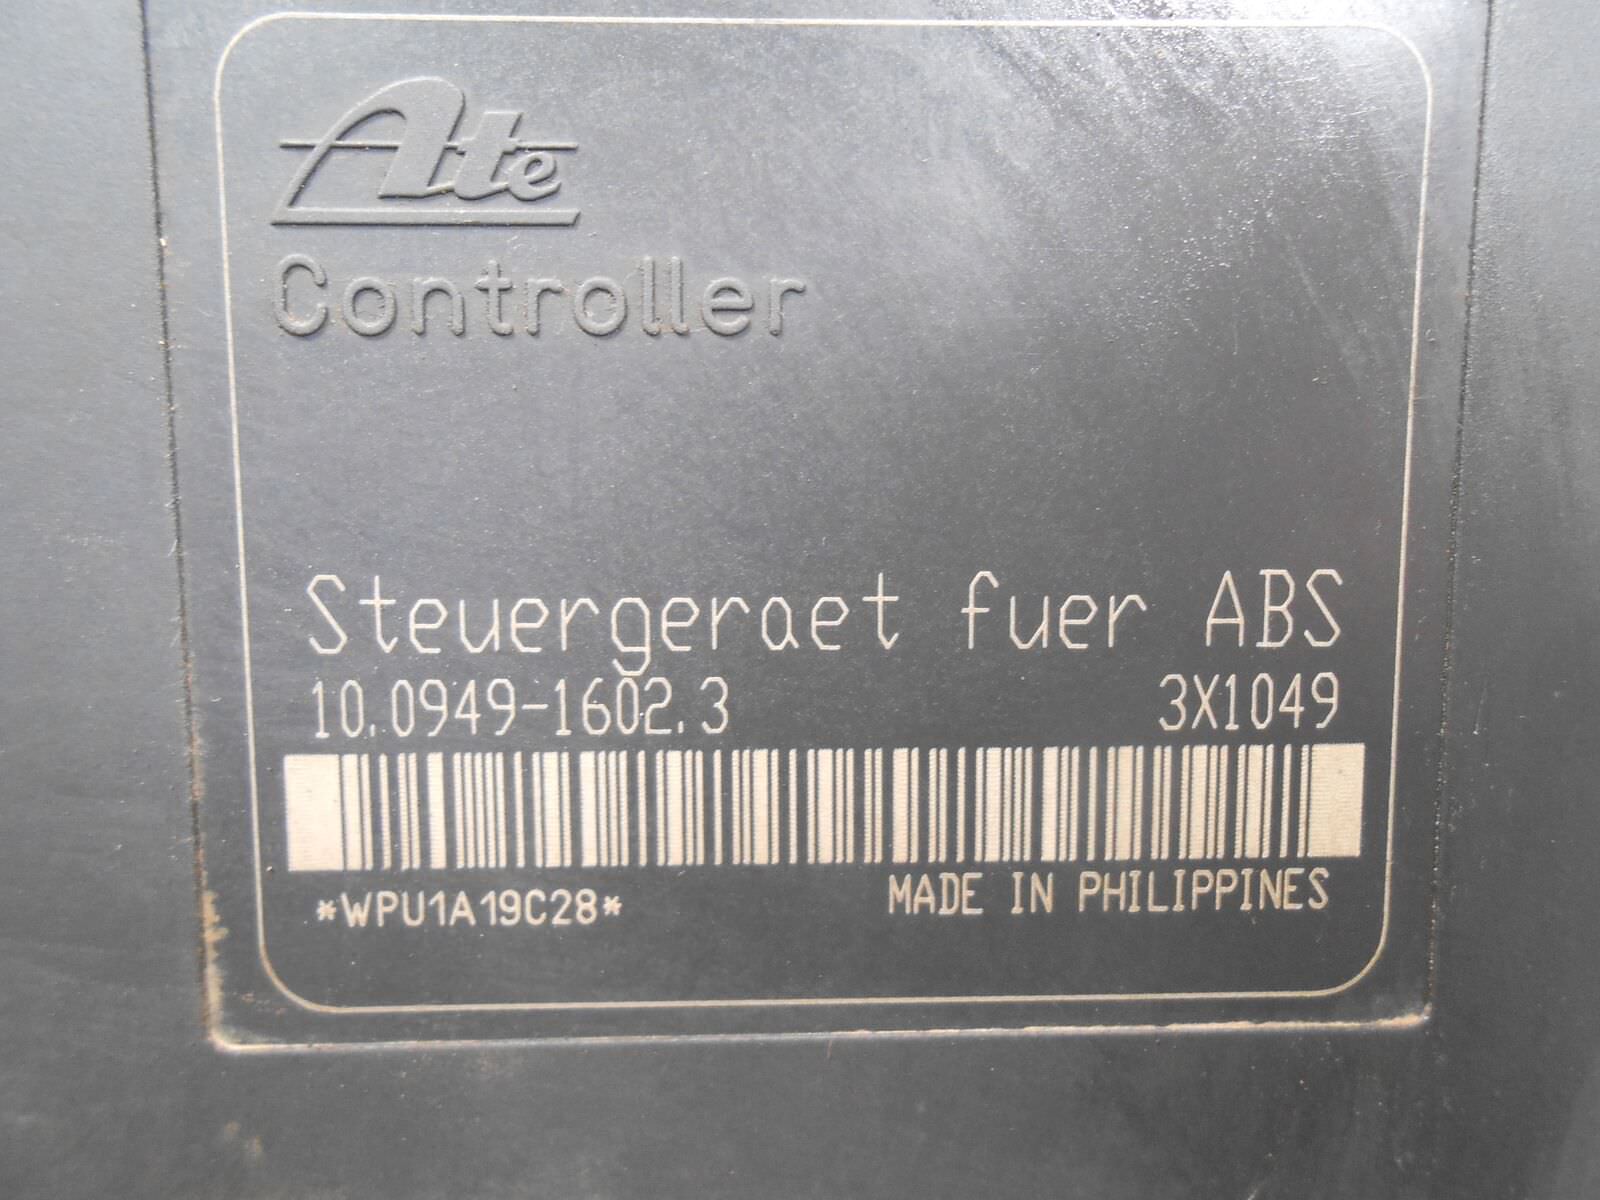 Ate
Controller
Steuergeraet fuer ABS
10.0949-1602.3 3X1049
*WPU1A19C28* MADE IN PHILIPPINES